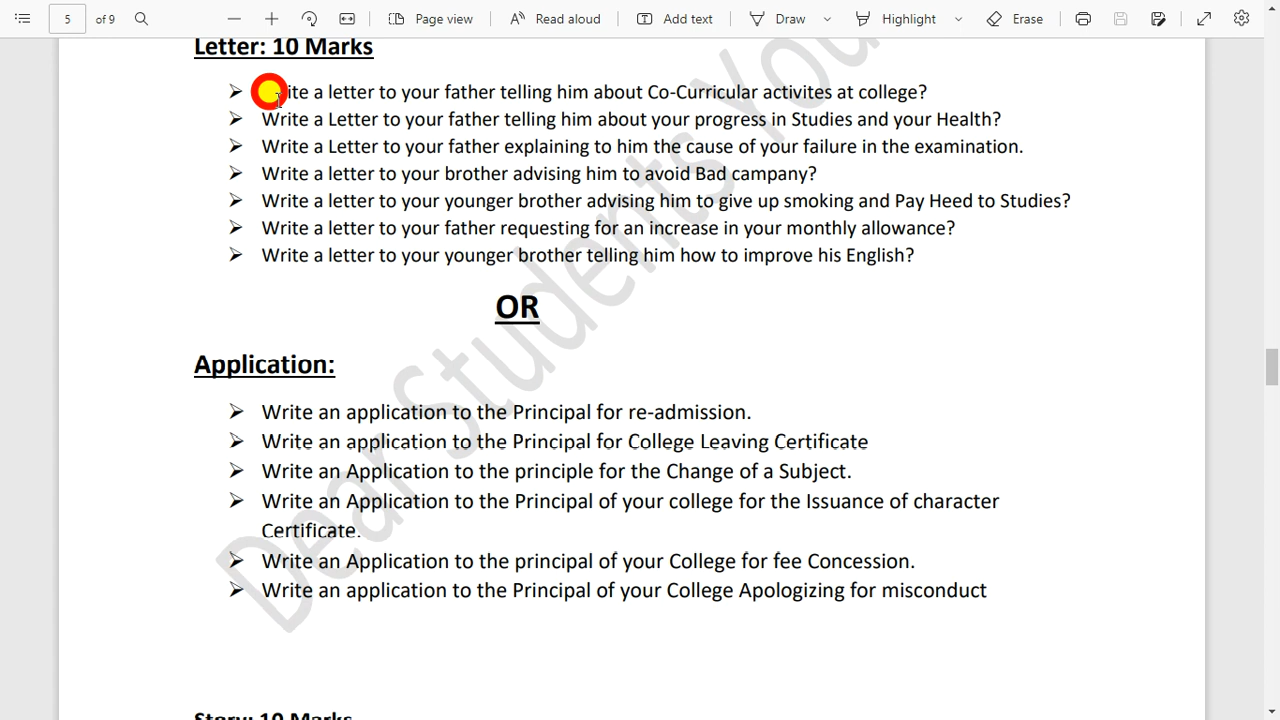 5 of 9 Page view Read aloud Add text Draw Highlight Erase
Letter: 10 Marks
➢ Write a letter to your father telling him about Co-Curricular activites at college?
➢ Write a Letter to your father telling him about your progress in Studies and your Health?
➢ Write a Letter to your father explaining to him the cause of your failure in the examination.
➢ Write a letter to your brother advising him to avoid Bad campany?
➢ Write a letter to your younger brother advising him to give up smoking and Pay Heed to Studies?
➢ Write a letter to your father requesting for an increase in your monthly allowance?
➢ Write a letter to your younger brother telling him how to improve his English?
OR
Application:
➢ Write an application to the Principal for re-admission.
➢ Write an application to the Principal for College Leaving Certificate
➢ Write an Application to the principle for the Change of a Subject.
➢ Write an Application to the Principal of your college for the Issuance of character
Certificate.
➢ Write an Application to the principal of your College for fee Concession.
➢ Write an application to the Principal of your College Apologizing for misconduct
Story: 10 Marks
Dear Students You